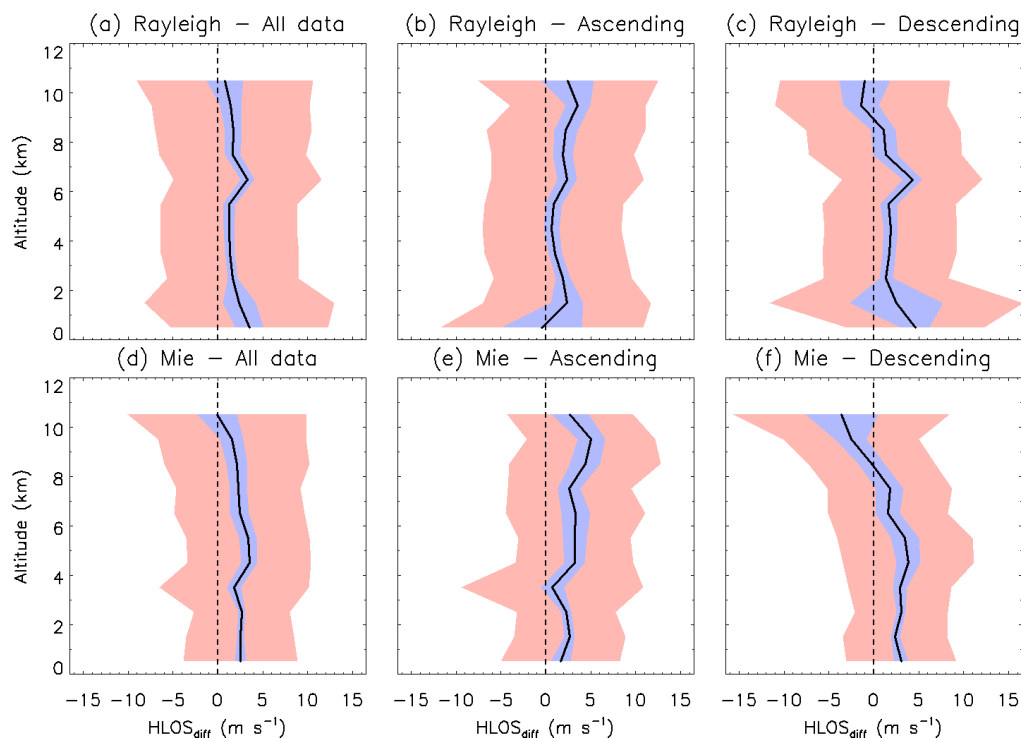 (a) Rayleigh – All data
(b) Rayleigh – Ascending
(c) Rayleigh – Descending
12
10
8
6
4
2
0
Altitude (km)
(d) Mie – All data
(e) Mie – Ascending
(f) Mie – Descending
12
10
8
6
4
2
0
Altitude (km)
−15 −10 −5 0 5 10 15
−15 −10 −5 0 5 10 15
−15 −10 −5 0 5 10 15
HLOSdiff (m s⁻¹)
HLOSdiff (m s⁻¹)
HLOSdiff (m s⁻¹)